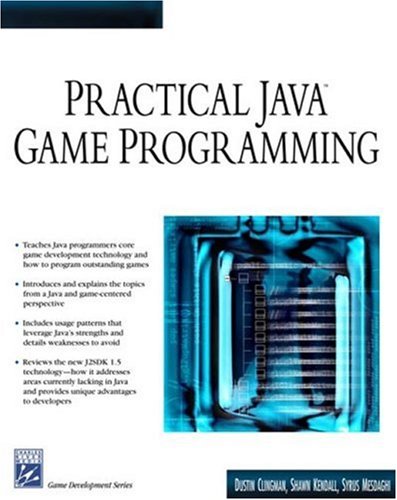 PRACTICAL JAVA™
GAME PROGRAMMING
• Teaches Java programmers core
game development technology and
how to program outstanding games
• Introduces and explains the topics
from a Java and game-centered
perspective
• Includes usage patterns that
leverage Java's strengths and
details weaknesses to avoid
• Reviews the new J2SDK 1.5
technology—how it addresses
areas currently lacking in Java
and provides unique advantages
to developers
CHARLES
RIVER
MEDIA
Game Development Series
DUSTIN CLINGMAN, SHAWN KENDALL, SYRUS MESDAGHI